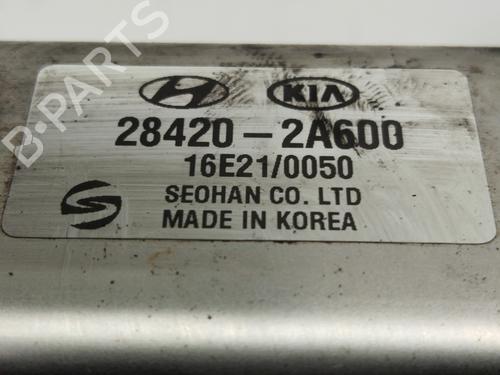 KIA
28420-2A600
16E21/0050
SEOHAN CO. LTD
MADE IN KOREA
B-PARTS